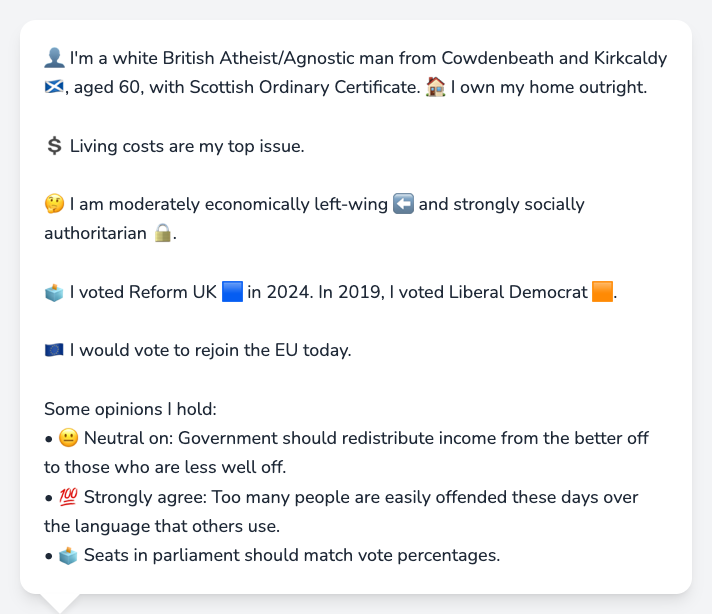 👤 I'm a white British Atheist/Agnostic man from Cowdenbeath and Kirkcaldy
🏴󠁧󠁢󠁳󠁣󠁴󠁿, aged 60, with Scottish Ordinary Certificate. 🏠 I own my home outright.
💲 Living costs are my top issue.
🤔 I am moderately economically left-wing ⬅️ and strongly socially
authoritarian 🔒.
🗳️ I voted Reform UK 🟦 in 2024. In 2019, I voted Liberal Democrat 🟧.
🇪🇺 I would vote to rejoin the EU today.
Some opinions I hold:
• 😐 Neutral on: Government should redistribute income from the better off
to those who are less well off.
• 💯 Strongly agree: Too many people are easily offended these days over
the language that others use.
• 🗳️ Seats in parliament should match vote percentages.